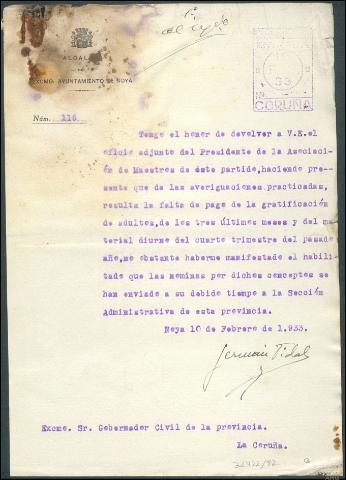 ALCALDÍA
EXCMO. AYUNTAMIENTO DE NOYA
CORUÑA
Núm. 116
Tengo el honor de devolver a V.E.el
oficio adjunto del Presidente de la Asociaci
ón de Maestros de éste partido,haciendo pre-
sente que de las averiguaciones practicadas,
resulta la falta de pago de la gratificación
de adultos,de los tres últimos meses y del ma
terial diurno del cuarto trimestre del pasado
año,no obstante haberme manifestado el habili
tado que las nominas por dichos conceptos se
han enviado a su debido tiempo a la Sección
Administrativa de esta provincia.
Noya 10 de Febrero de 1.933.
Germán Vidal
Excmo. Sr. Gobernador Civil de la provincia.
La Coruña.